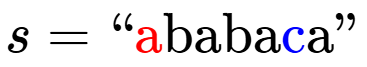 s = “ababaca”